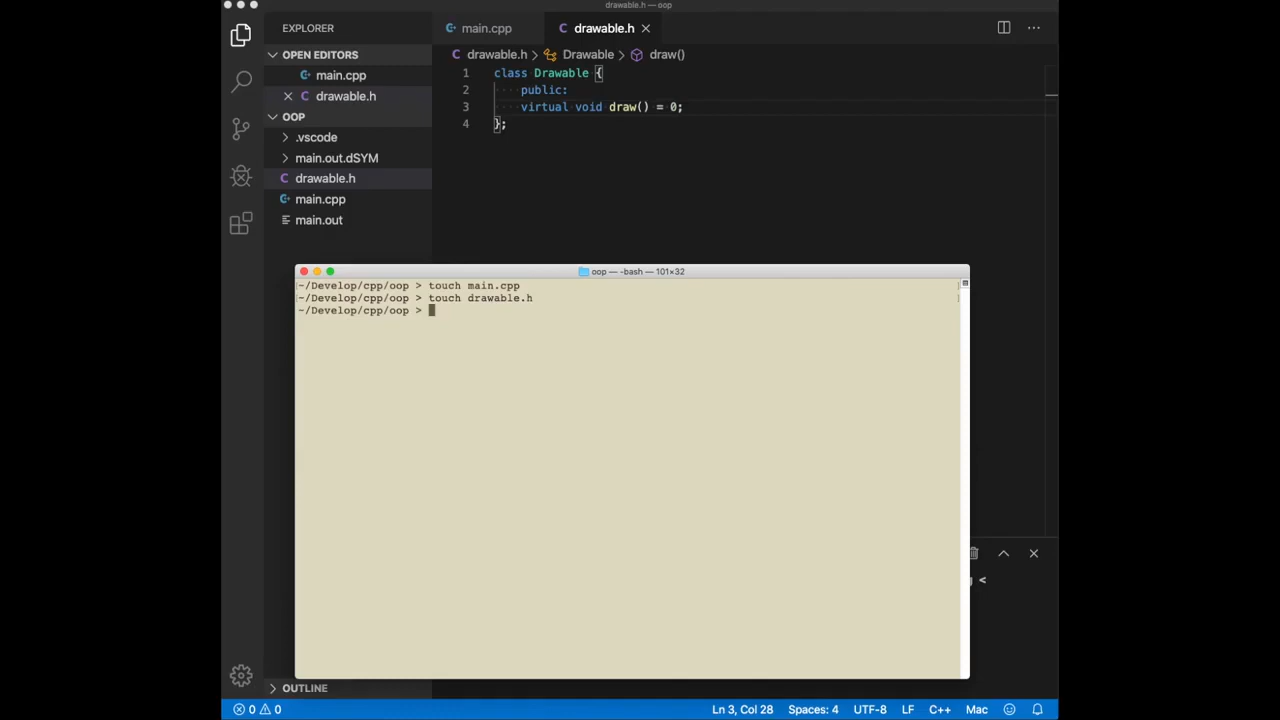 drawable.h — oop
EXPLORER
main.cpp
drawable.h
OPEN EDITORS
main.cpp
drawable.h
OOP
.vscode
main.out.dSYM
drawable.h
main.cpp
main.out
drawable.h > Drawable > draw()
1 class Drawable {
2 public:
3 virtual void draw() = 0;
4 };
oop — -bash — 101×32
~/Develop/cpp/oop > touch main.cpp
~/Develop/cpp/oop > touch drawable.h
~/Develop/cpp/oop >
<
OUTLINE
0 0 Ln 3, Col 28 Spaces: 4 UTF-8 LF C++ Mac